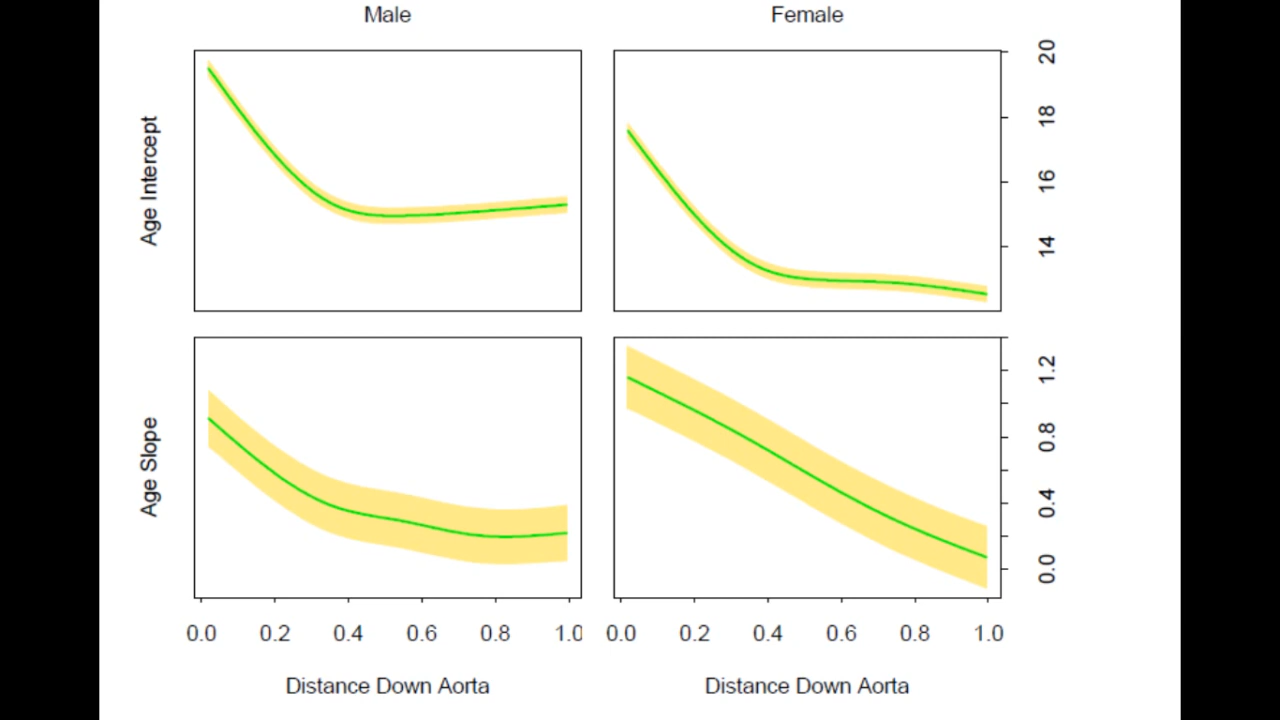 Male Female
Age Intercept
20
18
16
14
Age Slope
1.2
0.8
0.4
0.0
0.0 0.2 0.4 0.6 0.8 1.0 0.0 0.2 0.4 0.6 0.8 1.0
Distance Down Aorta Distance Down Aorta